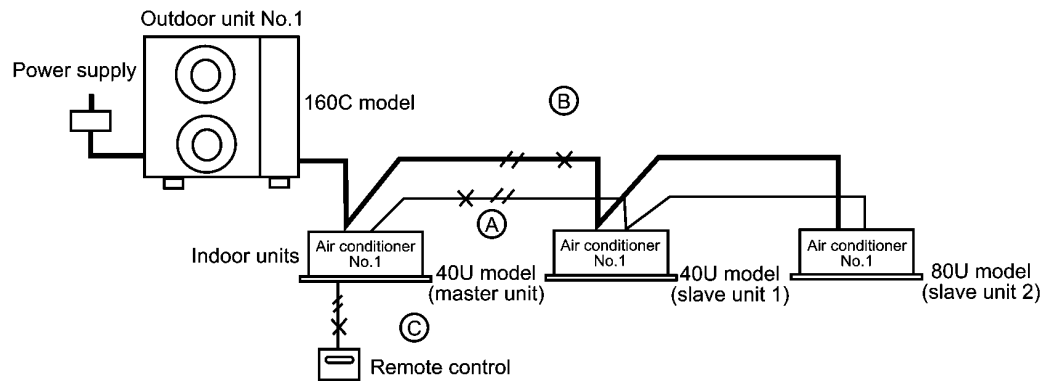 Outdoor unit No.1
Power supply
160C model
B
A
Indoor units
Air conditioner
No.1
40U model
(master unit)
Air conditioner
No.1
40U model
(slave unit 1)
Air conditioner
No.1
80U model
(slave unit 2)
C
Remote control